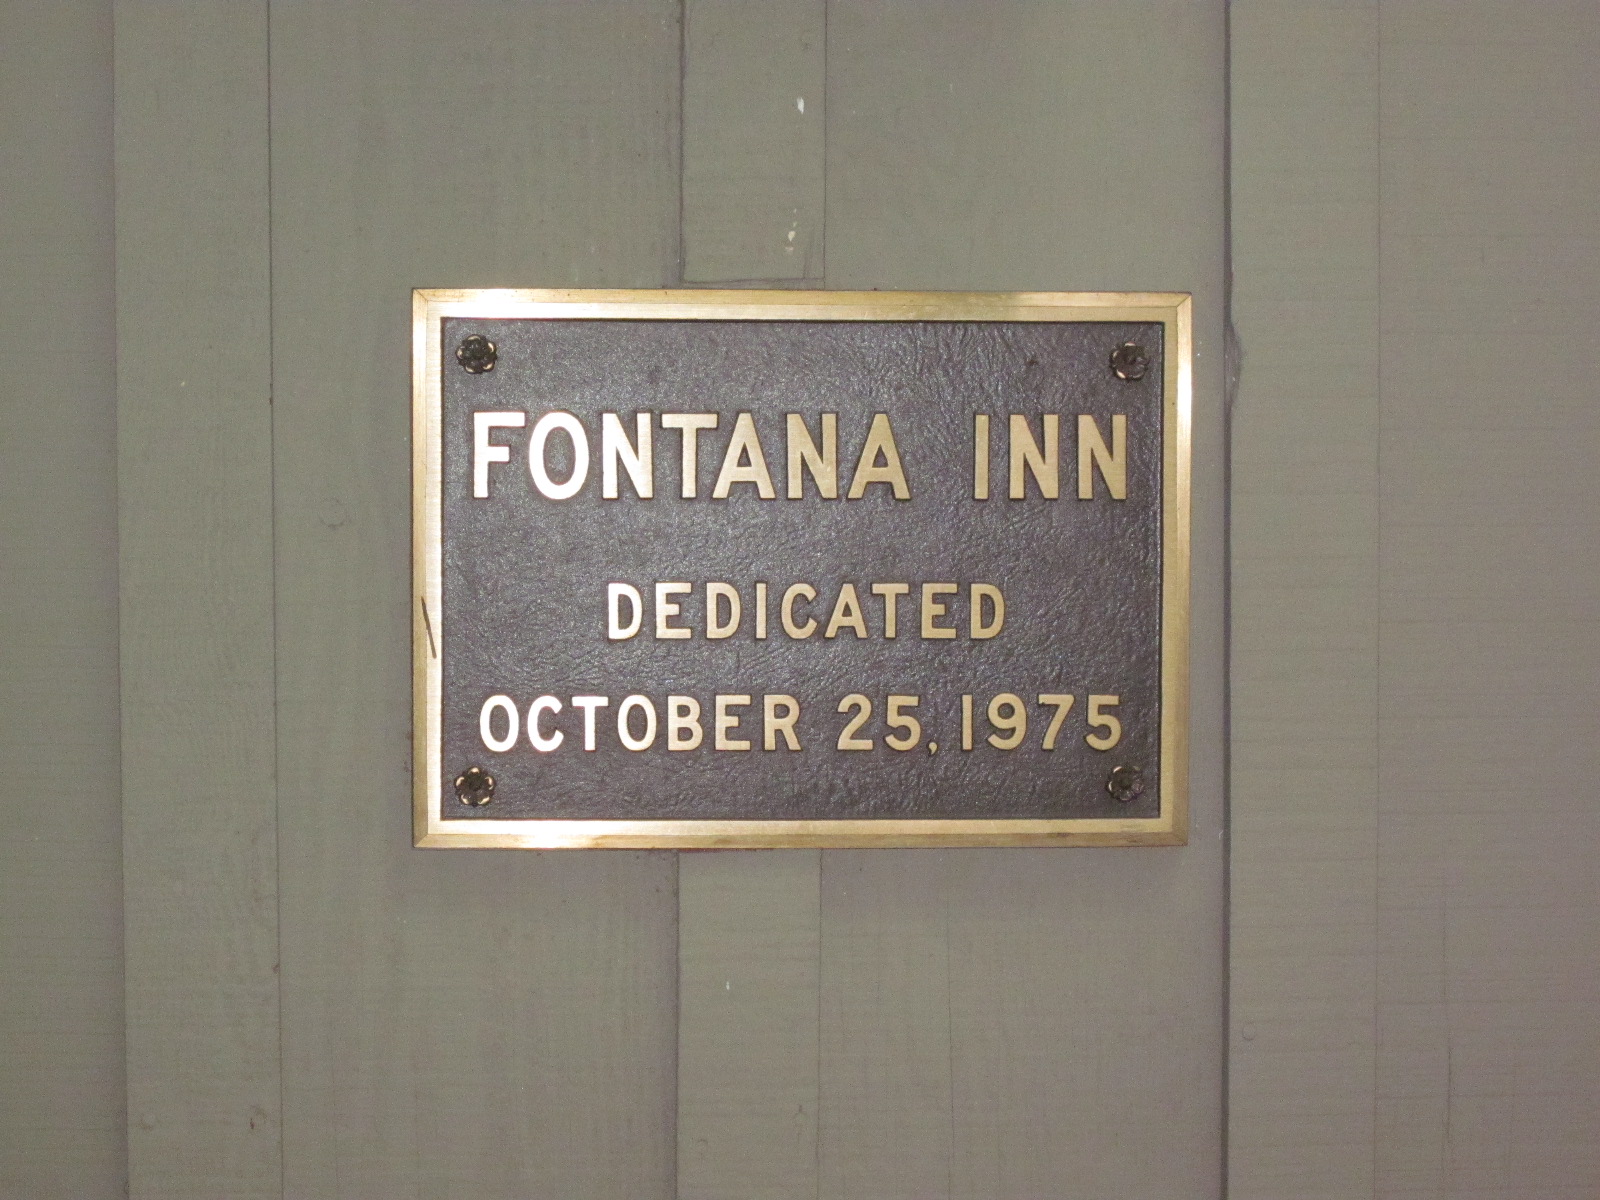 FONTANA INN
DEDICATED
OCTOBER 25, 1975